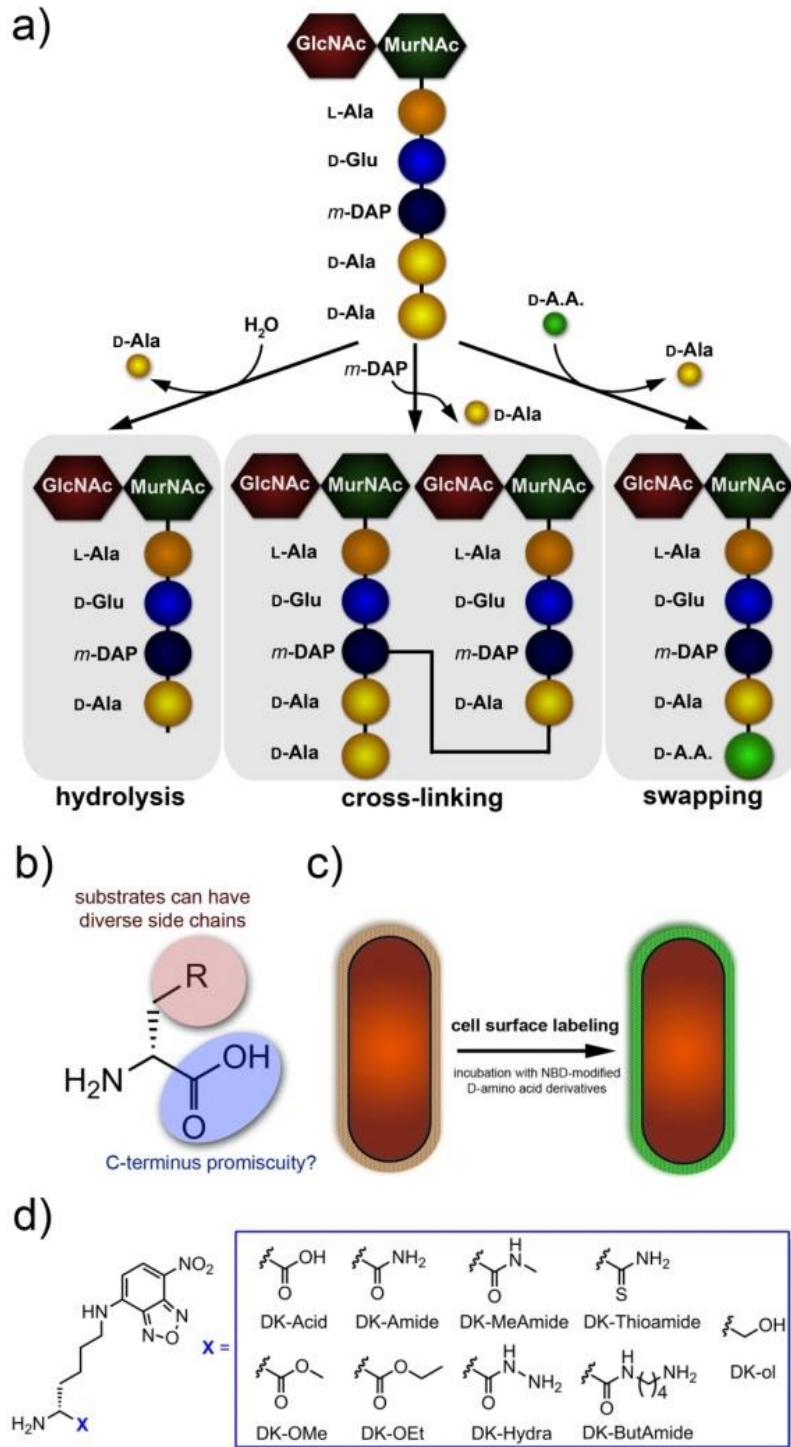 a)
GlcNAc MurNAc
L-Ala
D-Glu
m-DAP
D-Ala
D-Ala
D-Ala H2O
m-DAP D-Ala
D-A.A. D-Ala
GlcNAc MurNAc
L-Ala
D-Glu
m-DAP
D-Ala
hydrolysis
GlcNAc MurNAc GlcNAc MurNAc
L-Ala L-Ala
D-Glu D-Glu
m-DAP m-DAP
D-Ala D-Ala
D-Ala
cross-linking
GlcNAc MurNAc
L-Ala
D-Glu
m-DAP
D-Ala
D-A.A.
swapping
b)
substrates can have
diverse side chains
R
OH
H2N
O
C-terminus promiscuity?
c)
cell surface labeling
incubation with NBD-modified
D-amino acid derivatives
d)
NO2
HN
N O N
H2N X
X =
OH NH2 H N NH2
O O O S
DK-Acid DK-Amide DK-MeAmide DK-Thioamide
OH
DK-ol
O O H N NH2 H N ( )4 NH2
O O O O
DK-OMe DK-OEt DK-Hydra DK-ButAmide